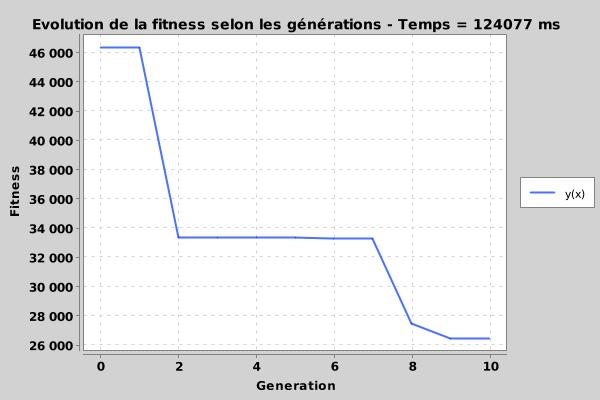 Evolution de la fitness selon les générations - Temps = 124077 ms
46 000
44 000
42 000
40 000
38 000
36 000
34 000
32 000
30 000
28 000
26 000
Fitness
0 2 4 6 8 10
Generation
y(x)